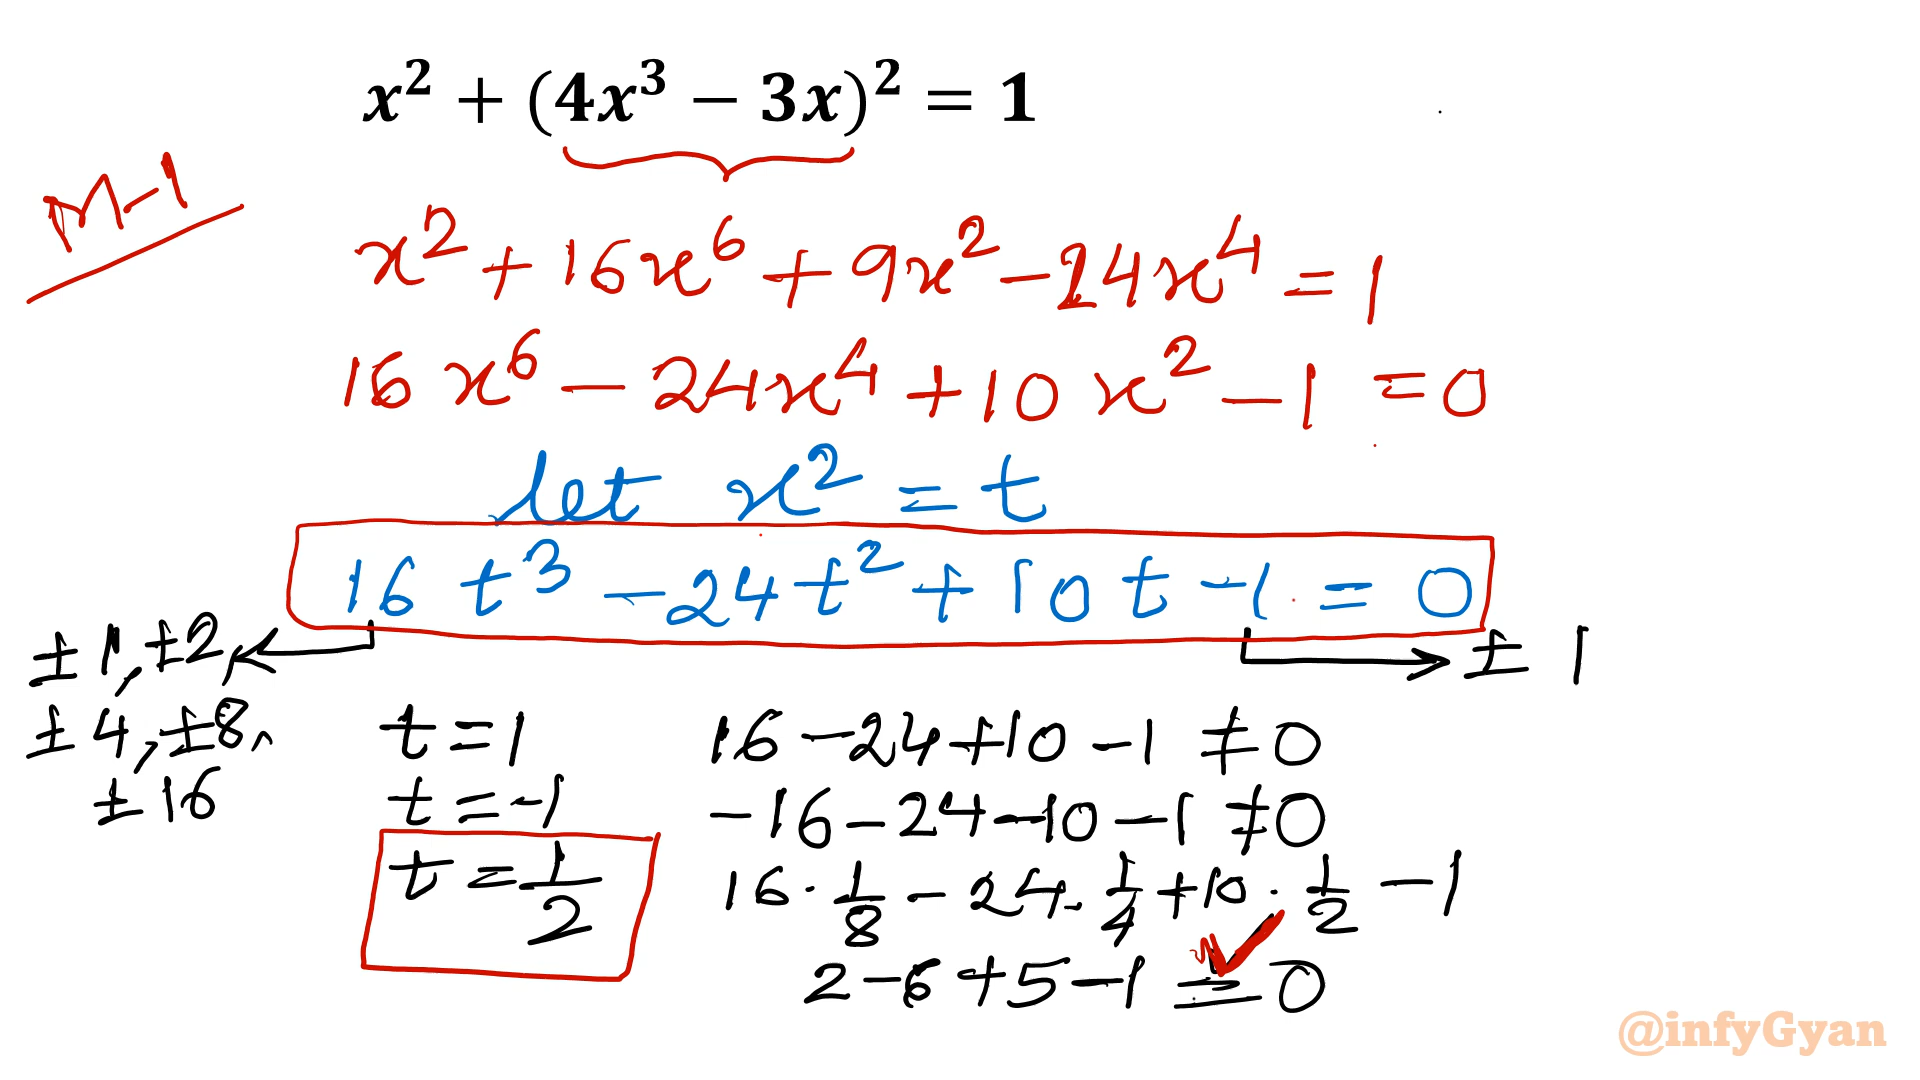 x² + (4x³ − 3x)² = 1
M-1
x² + 16x⁶ + 9x² − 24x⁴ = 1
16x⁶ − 24x⁴ + 10x² − 1 = 0
let x² = t
16t³ − 24t² + 10t − 1 = 0
±1, ±2,
±4, ±8,
±16
±1
t = 1 16 − 24 + 10 − 1 ≠ 0
t = −1 −16 − 24 − 10 − 1 ≠ 0
t = 1/2 16 · 1/8 − 24 · 1/4 + 10 · 1/2 − 1
2 − 6 + 5 − 1 = 0
@infyGyan